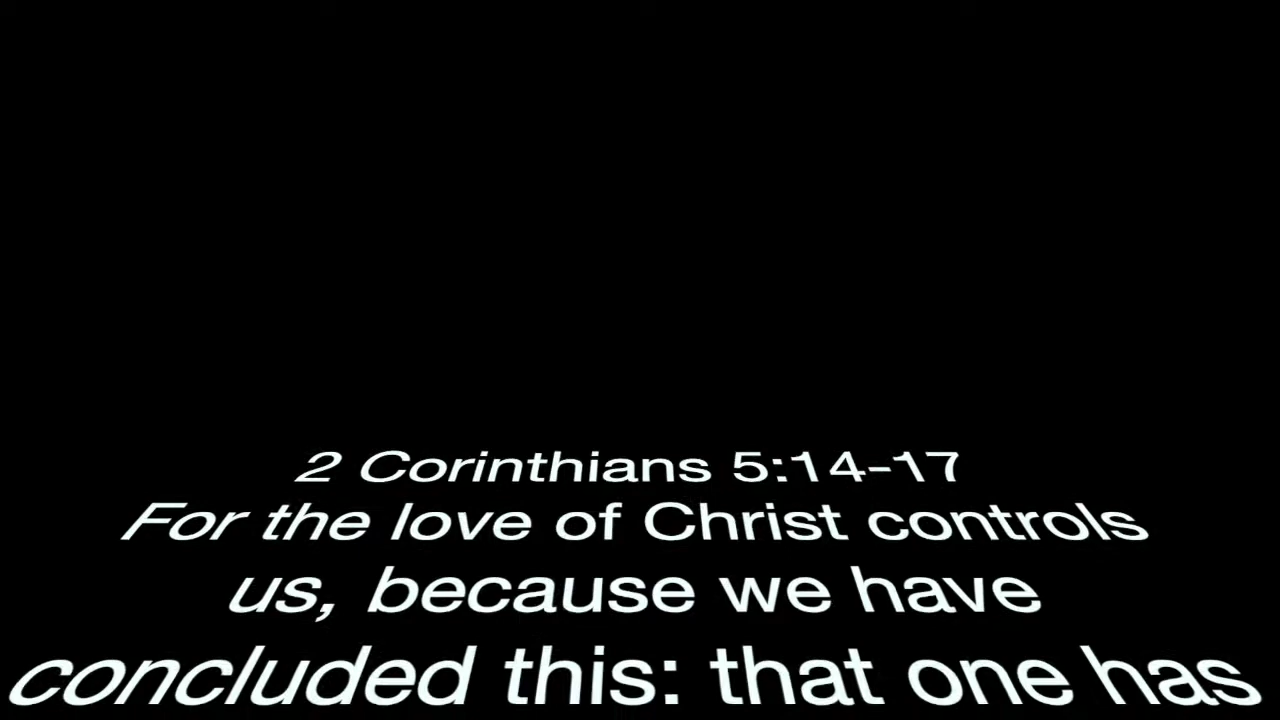 2 Corinthians 5:14-17
For the love of Christ controls
us, because we have
concluded this: that one has